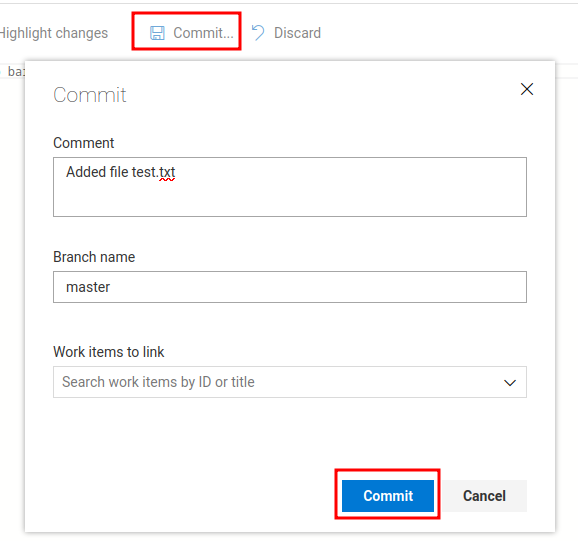 Highlight changes Commit... Discard
bai
Commit
Comment
Added file test.txt
Branch name
master
Work items to link
Search work items by ID or title
Commit Cancel